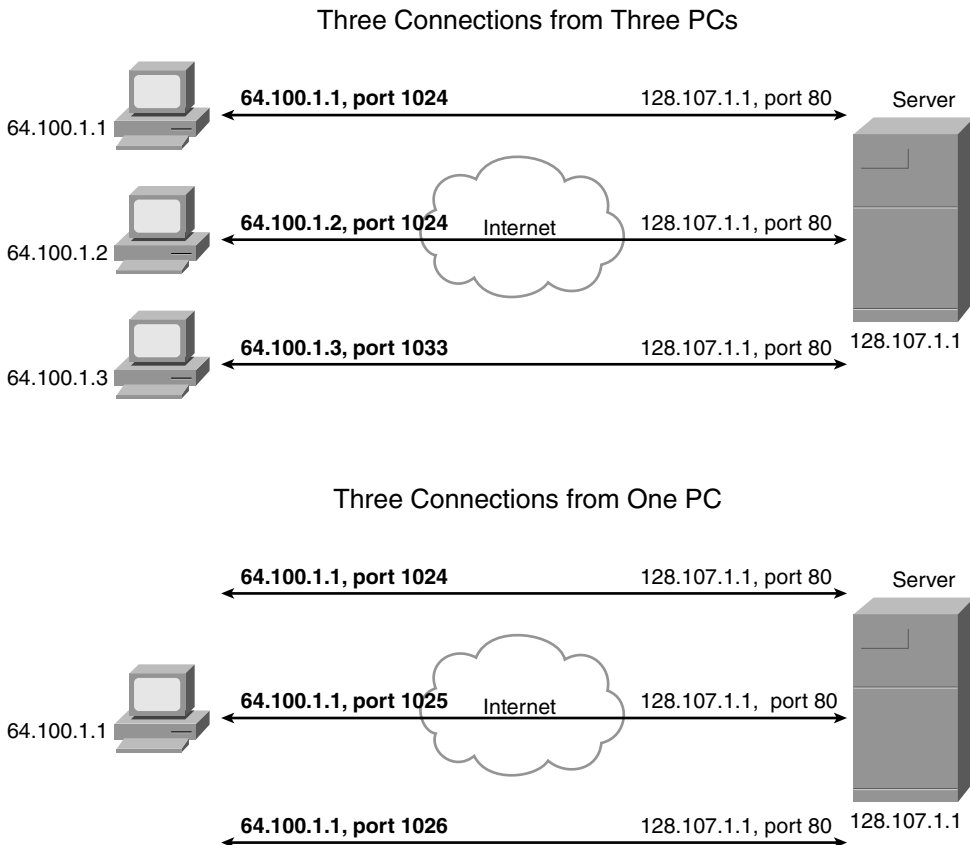 Three Connections from Three PCs
64.100.1.1, port 1024
128.107.1.1, port 80
Server
64.100.1.1
64.100.1.2, port 1024
Internet
128.107.1.1, port 80
64.100.1.2
64.100.1.3, port 1033
128.107.1.1, port 80
128.107.1.1
64.100.1.3
Three Connections from One PC
64.100.1.1, port 1024
128.107.1.1, port 80
Server
64.100.1.1, port 1025
Internet
128.107.1.1, port 80
64.100.1.1
64.100.1.1, port 1026
128.107.1.1, port 80
128.107.1.1